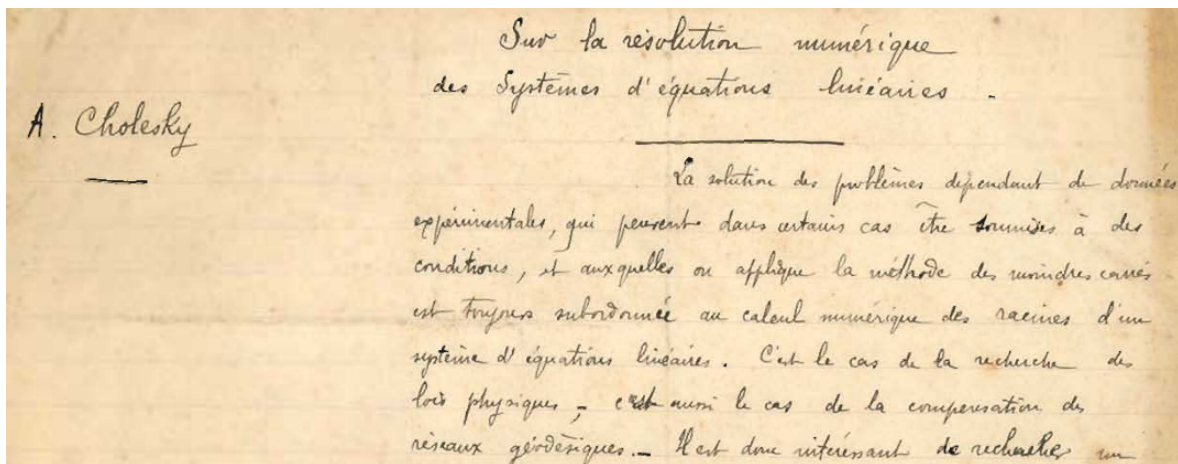 Sur la résolution numérique
des Systèmes d'équations linéaires .
A. Cholesky
La solution des problèmes dépendant de données
expérimentales, qui peuvent dans certains cas être soumises à des
conditions, et auxquelles on applique la méthode des moindres carrés
est toujours subordonnée au calcul numérique des racines d'un
système d'équations linéaires. C'est le cas de la recherche des
lois physiques _ c'est aussi le cas de la compensation des
réseaux géodésiques. _ Il est donc intéressant de rechercher un